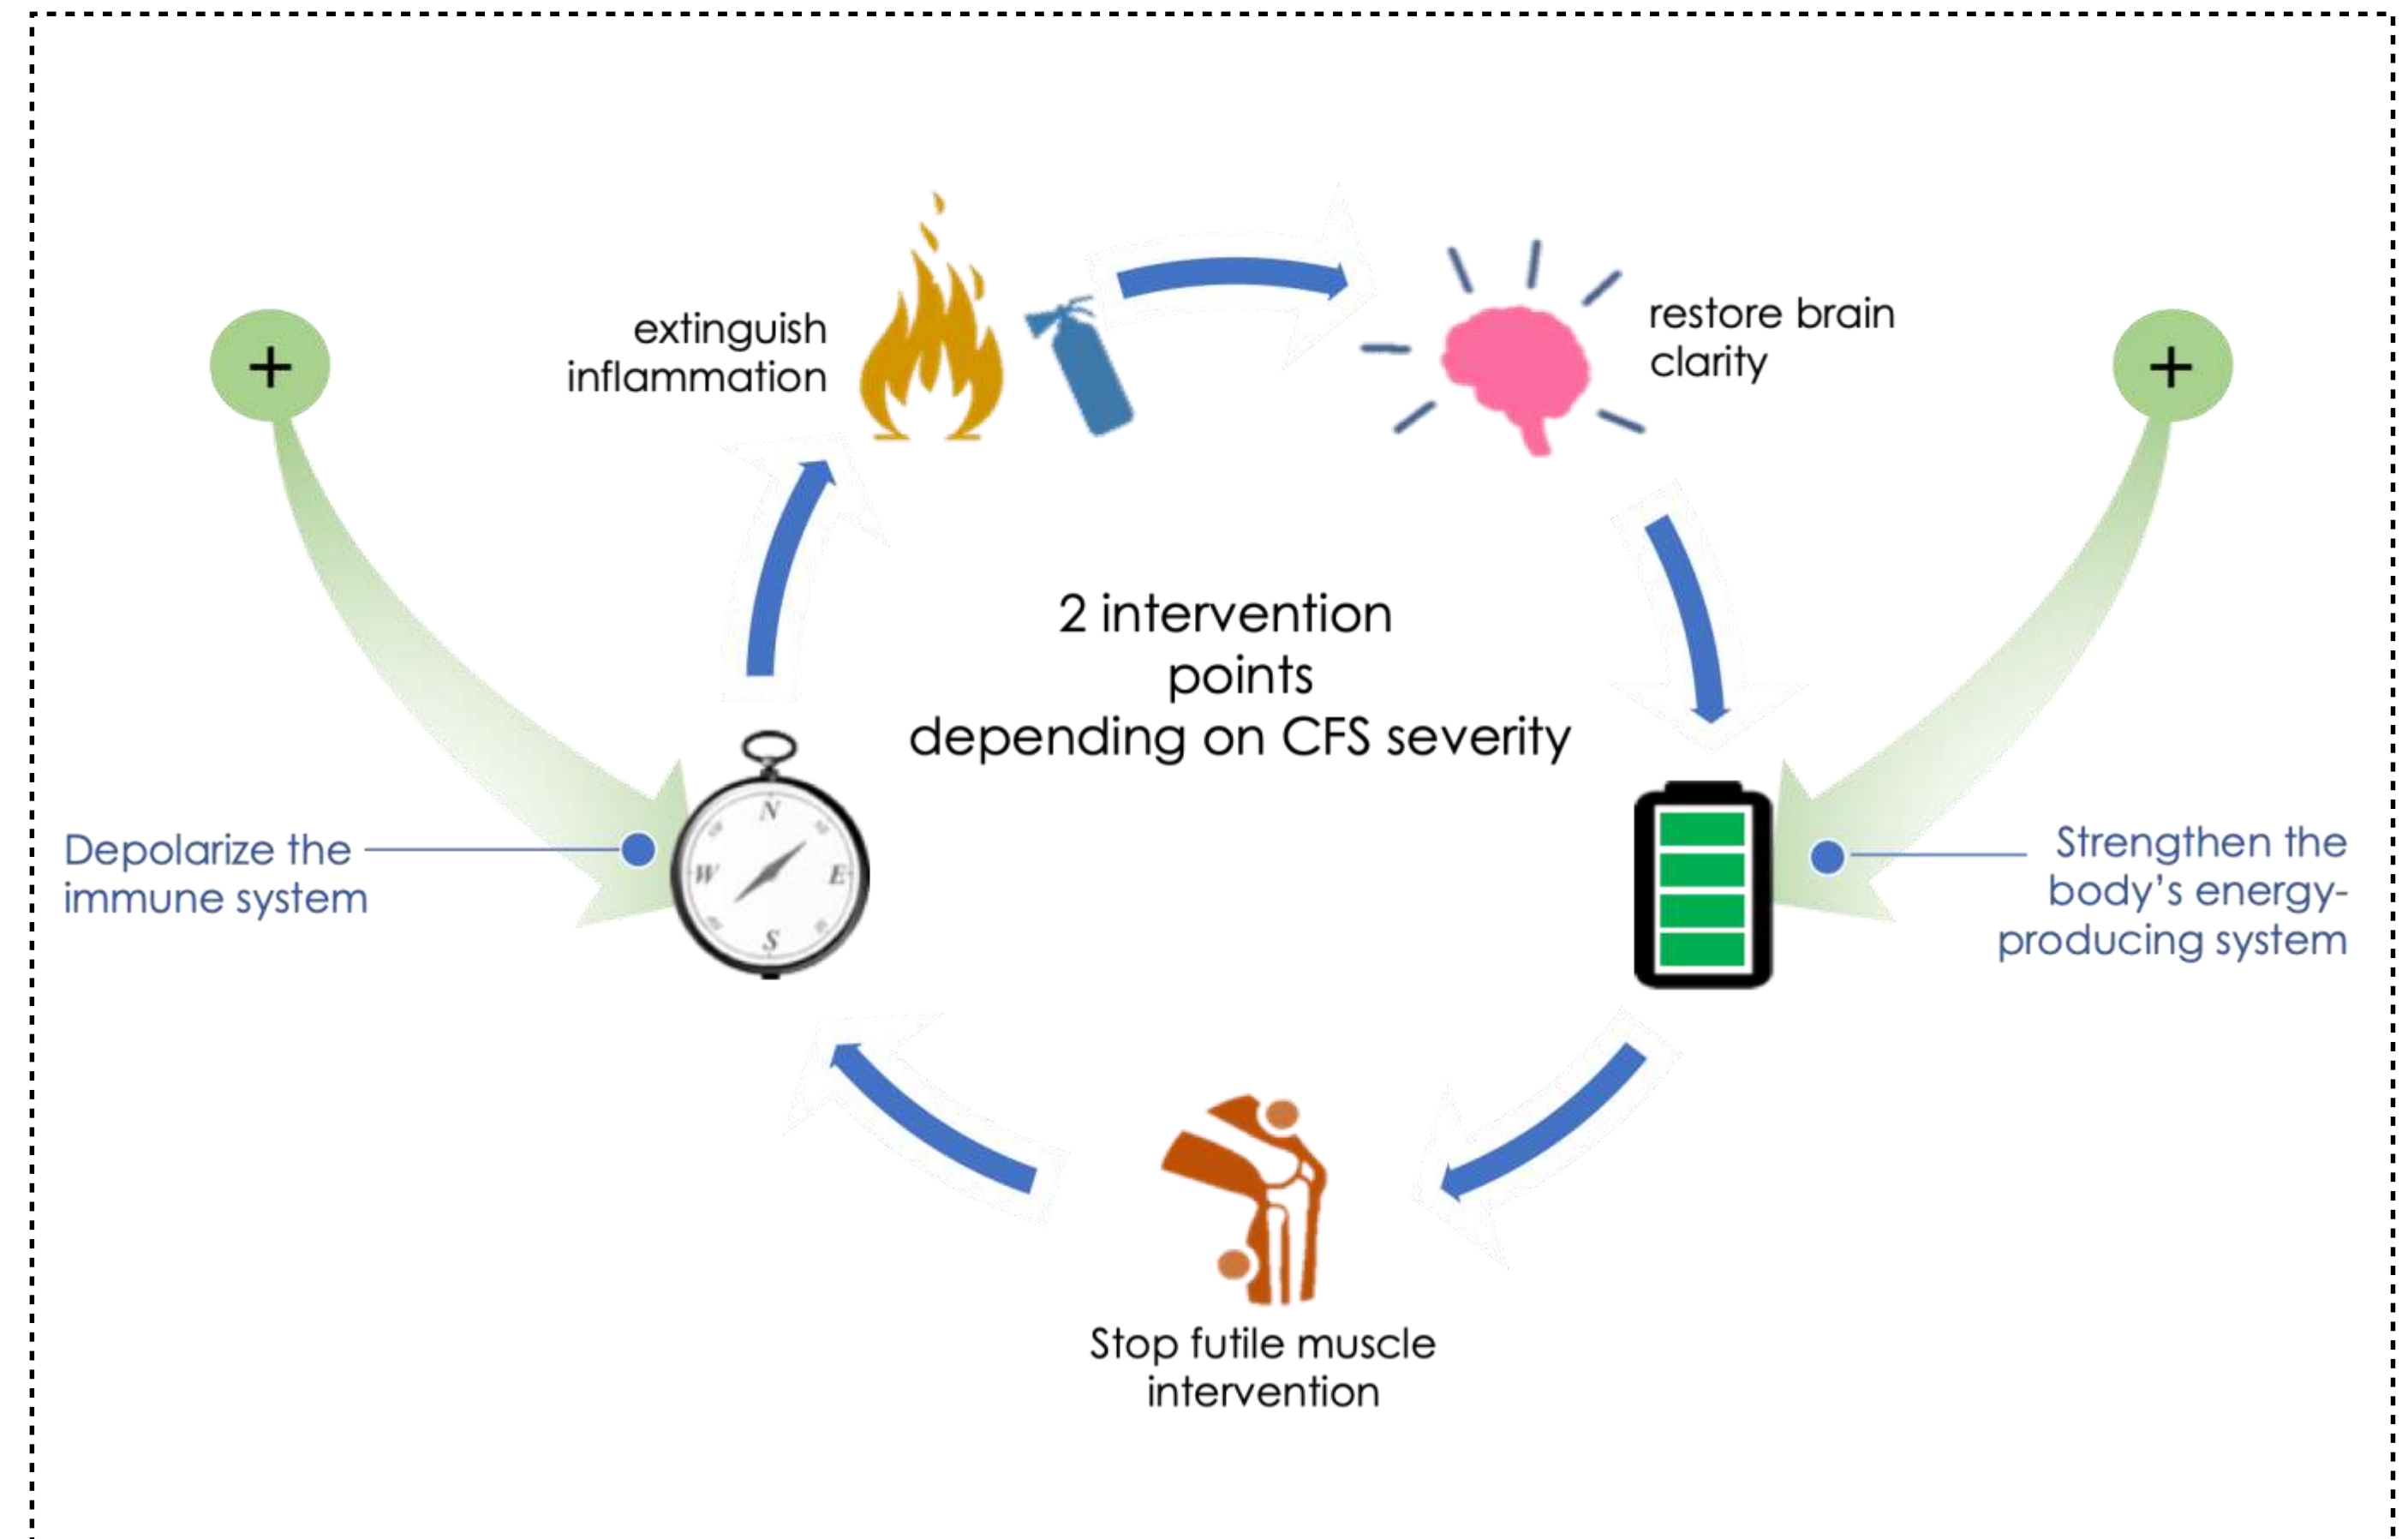 extinguish
inflammation
restore brain
clarity
+
+
2 intervention
points
depending on CFS severity
Depolarize the
immune system
N
W
E
S
Strengthen the
body’s energy-
producing system
Stop futile muscle
intervention